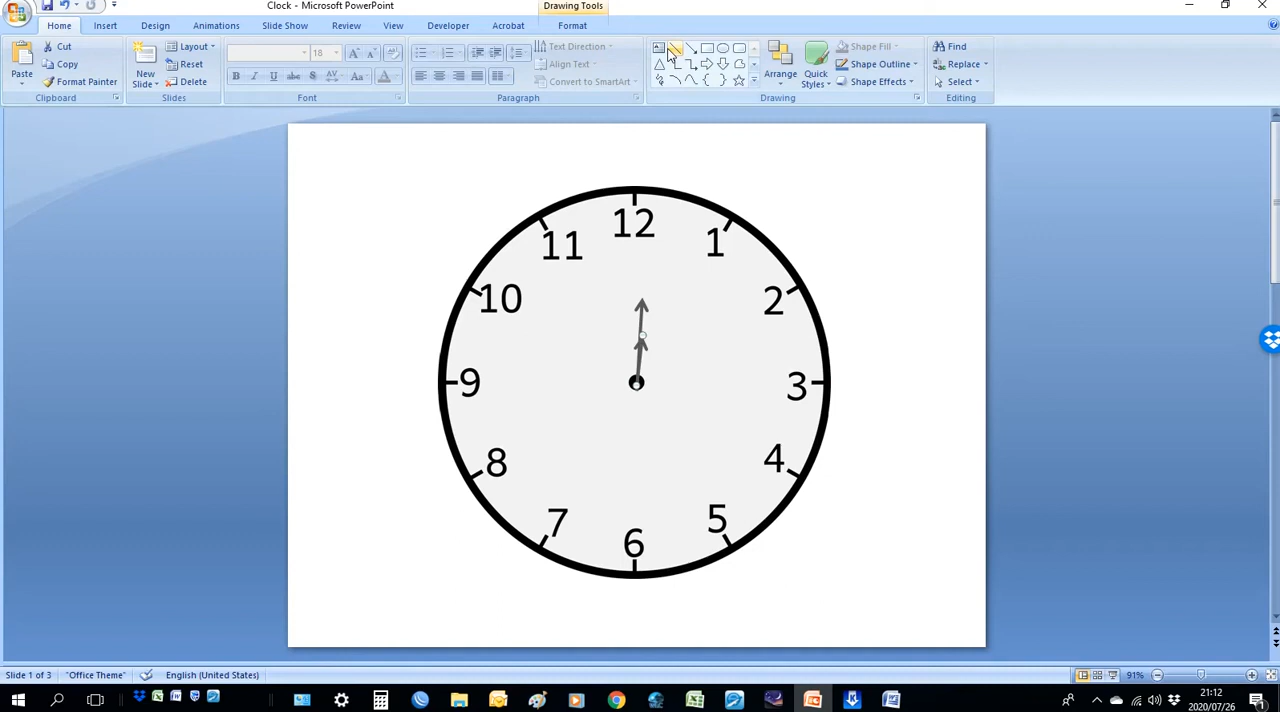 Clock - Microsoft PowerPoint
Drawing Tools
Home Insert Design Animations Slide Show Review View Developer Acrobat Format
Paste
Cut
Copy
Format Painter
Clipboard
New Slide
Layout
Reset
Delete
Slides
18
B I U abc S AV Aa A
Font
Text Direction
Align Text
Convert to SmartArt
Paragraph
Arrange
Quick Styles
Shape Fill
Shape Outline
Shape Effects
Drawing
Find
Replace
Select
Editing
12
11 1
10 2
9 3
8 4
7 5
6
Slide 1 of 3 "Office Theme" English (United States) 91%
21:12
2020/07/26